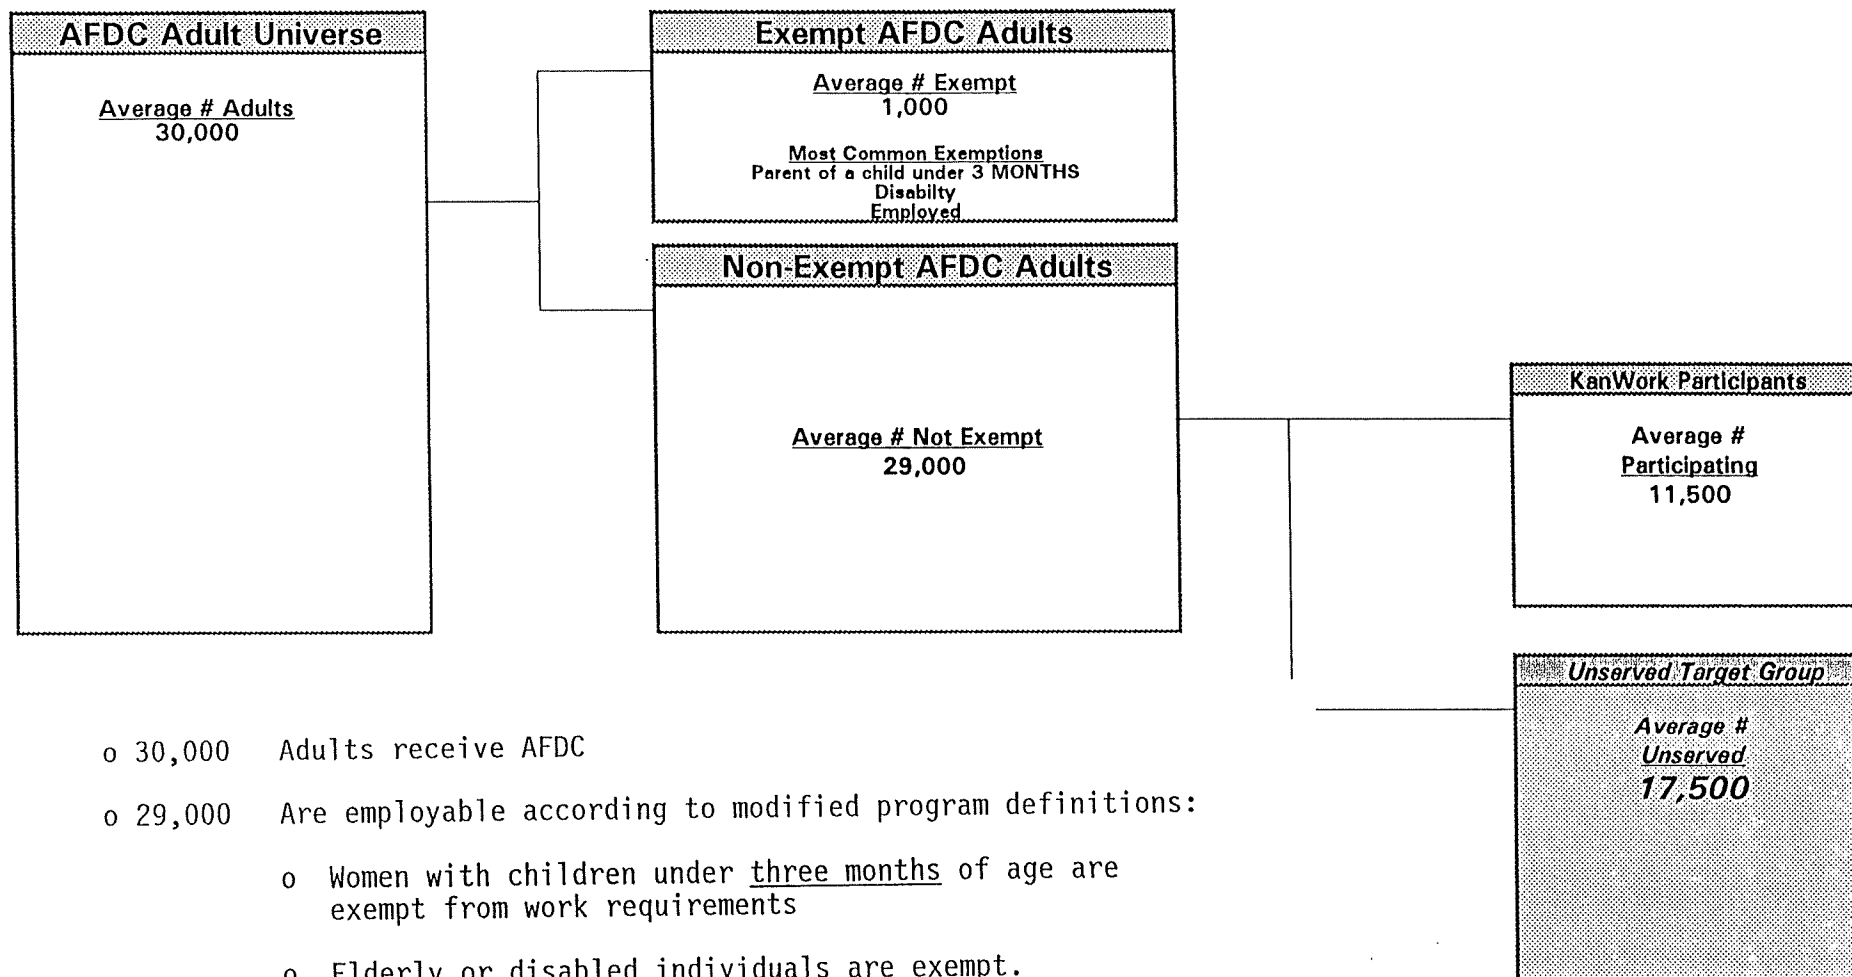 AFDC Adult Universe
Average # Adults
30,000
Exempt AFDC Adults
Average # Exempt
1,000
Most Common Exemptions
Parent of a child under 3 MONTHS
Disabilty
Employed
Non-Exempt AFDC Adults
Average # Not Exempt
29,000
KanWork Participants
Average #
Participating
11,500
Unserved Target Group
Average #
Unserved
17,500
o 30,000 Adults receive AFDC
o 29,000 Are employable according to modified program definitions:
o Women with children under three months of age are
exempt from work requirements
o Elderly or disabled individuals are exempt.